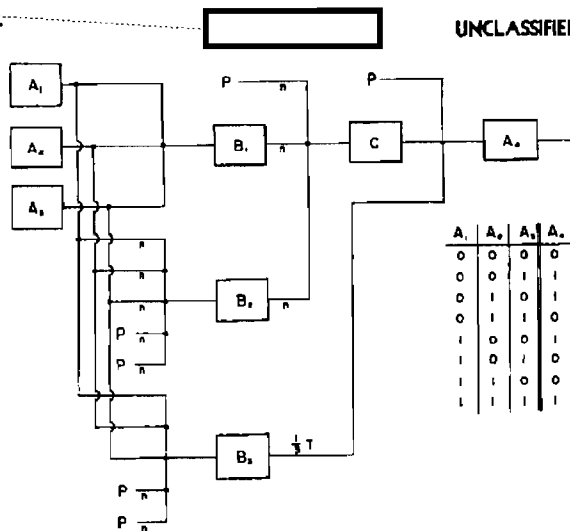 UNCLASSIFIE
A₁
P
n
P
A₂
B₁
n
C
A₄
A₃
A₁ A₂ A₃ A₄
0 0 0 0
0 0 1 1
0 1 0 1
0 1 1 0
1 0 0 1
1 0 1 0
1 1 0 0
1 1 1 1
n
n
n
B₂
n
P
n
P
n
B₃
⅓ T
P
n
P
n